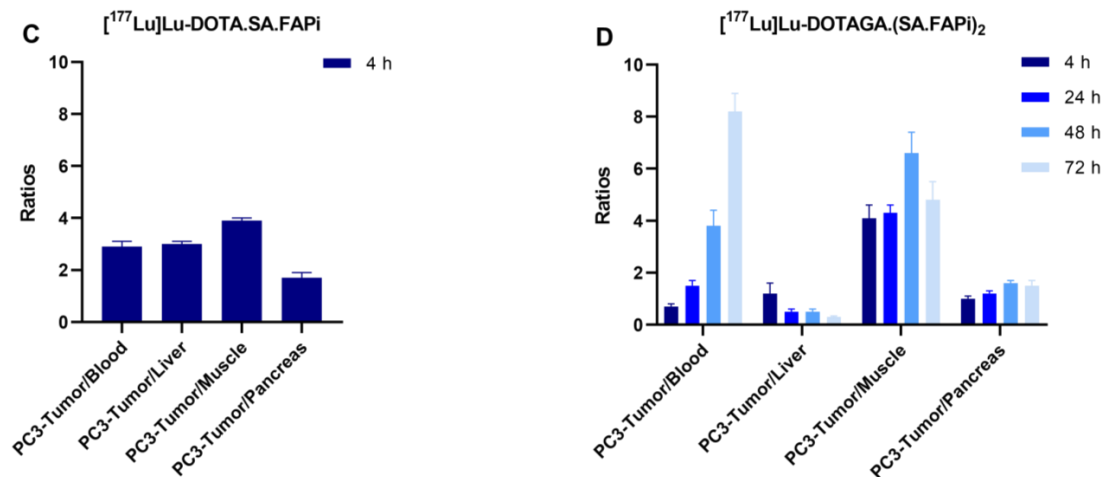 C
[¹⁷⁷Lu]Lu-DOTA.SA.FAPi
4 h
Ratios
10
8
6
4
2
0
PC3-Tumor/Blood
PC3-Tumor/Liver
PC3-Tumor/Muscle
PC3-Tumor/Pancreas
D
[¹⁷⁷Lu]Lu-DOTAGA.(SA.FAPi)₂
4 h
24 h
48 h
72 h
Ratios
10
8
6
4
2
0
PC3-Tumor/Blood
PC3-Tumor/Liver
PC3-Tumor/Muscle
PC3-Tumor/Pancreas